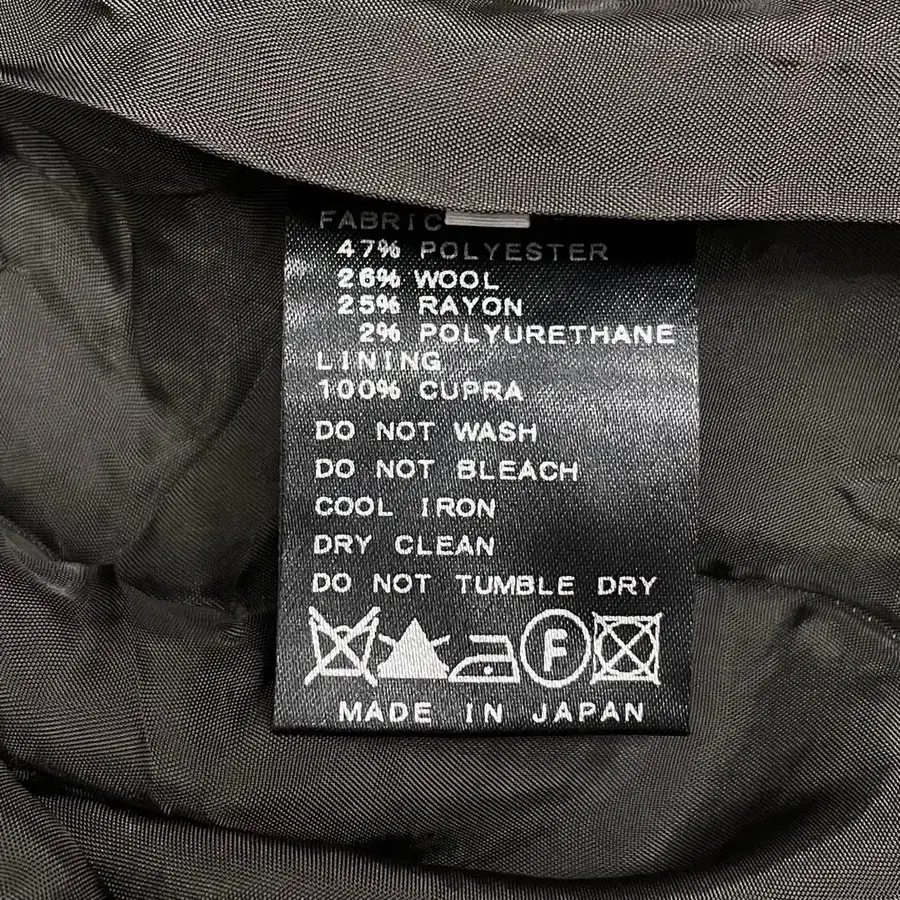 FABRIC
47% POLYESTER
26% WOOL
25% RAYON
2% POLYURETHANE
LINING
100% CUPRA
DO NOT WASH
DO NOT BLEACH
COOL IRON
DRY CLEAN
DO NOT TUMBLE DRY
F
MADE IN JAPAN